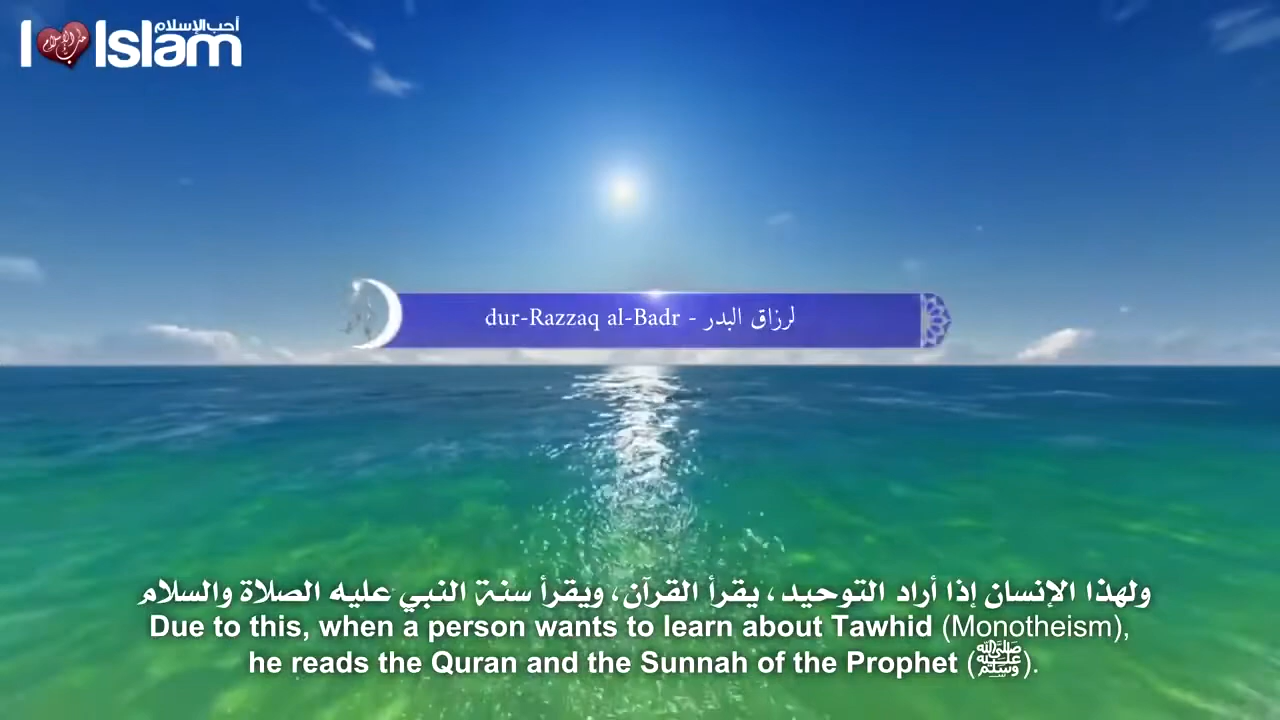 أحب الإسلام
I Islam
dur-Razzaq al-Badr - لرزاق البدر
ولهذا الإنسان إذا أراد التوحيد، يقرأ القرآن، ويقرأ سنة النبي عليه الصلاة والسلام
Due to this, when a person wants to learn about Tawhid (Monotheism),
he reads the Quran and the Sunnah of the Prophet (ﷺ).